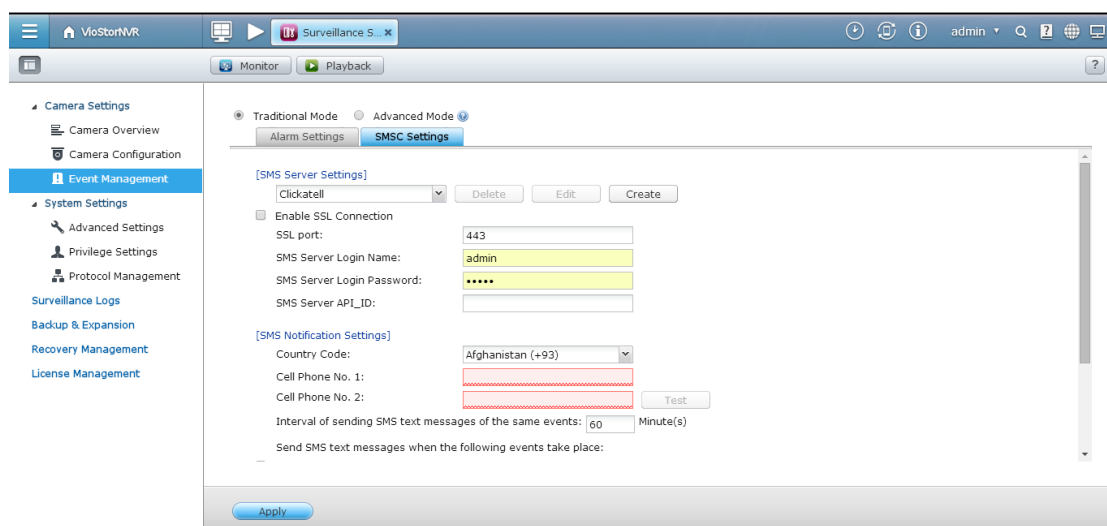 VioStorNVR Surveillance S... admin
Monitor Playback
Camera Settings
Camera Overview
Camera Configuration
Event Management
System Settings
Advanced Settings
Privilege Settings
Protocol Management
Surveillance Logs
Backup & Expansion
Recovery Management
License Management
Traditional Mode Advanced Mode
Alarm Settings SMSC Settings
[SMS Server Settings]
Clickatell Delete Edit Create
Enable SSL Connection
SSL port: 443
SMS Server Login Name: admin
SMS Server Login Password: •••••
SMS Server API_ID:
[SMS Notification Settings]
Country Code: Afghanistan (+93)
Cell Phone No. 1:
Cell Phone No. 2: Test
Interval of sending SMS text messages of the same events: 60 Minute(s)
Send SMS text messages when the following events take place:
Apply